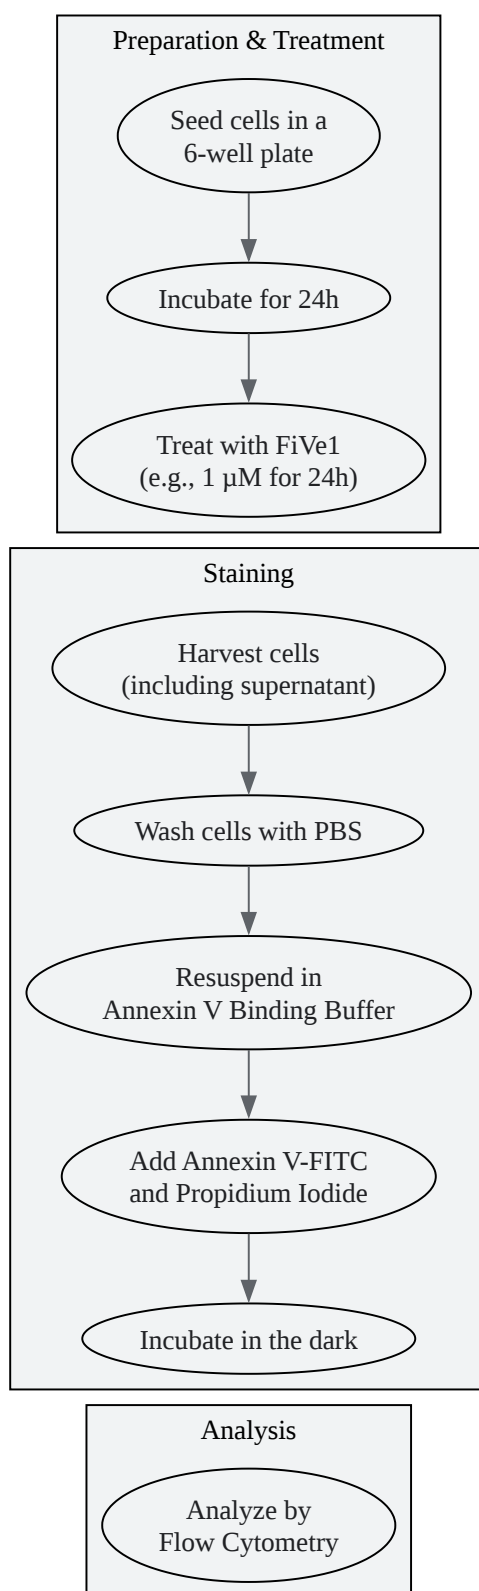 Preparation & Treatment
Seed cells in a
6-well plate
Incubate for 24h
Treat with FiVe1
(e.g., 1 µM for 24h)
Staining
Harvest cells
(including supernatant)
Wash cells with PBS
Resuspend in
Annexin V Binding Buffer
Add Annexin V-FITC
and Propidium Iodide
Incubate in the dark
Analysis
Analyze by
Flow Cytometry